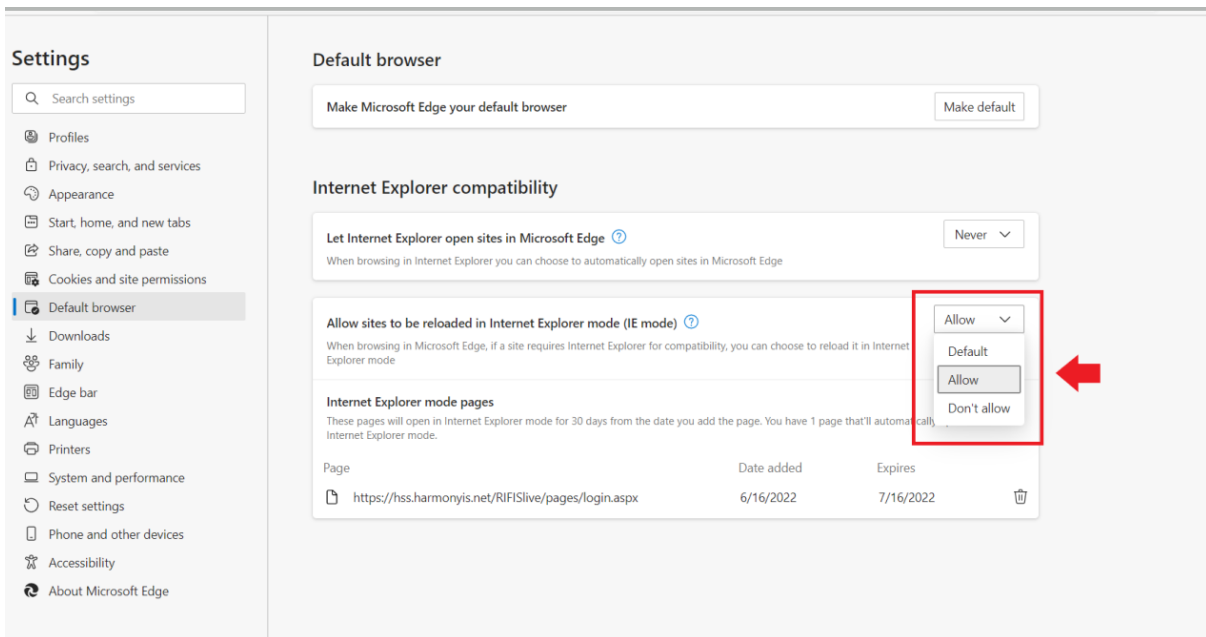 Settings
Search settings
Profiles
Privacy, search, and services
Appearance
Start, home, and new tabs
Share, copy and paste
Cookies and site permissions
Default browser
Downloads
Family
Edge bar
Languages
Printers
System and performance
Reset settings
Phone and other devices
Accessibility
About Microsoft Edge
Default browser
Make Microsoft Edge your default browser
Make default
Internet Explorer compatibility
Let Internet Explorer open sites in Microsoft Edge
Never
When browsing in Internet Explorer you can choose to automatically open sites in Microsoft Edge
Allow sites to be reloaded in Internet Explorer mode (IE mode)
Allow
When browsing in Microsoft Edge, if a site requires Internet Explorer for compatibility, you can choose to reload it in Internet
Explorer mode
Default
Allow
Don't allow
Internet Explorer mode pages
These pages will open in Internet Explorer mode for 30 days from the date you add the page. You have 1 page that'll automatically
Internet Explorer mode.
Page Date added Expires
https://hss.harmonyis.net/RIFISlive/pages/login.aspx 6/16/2022 7/16/2022